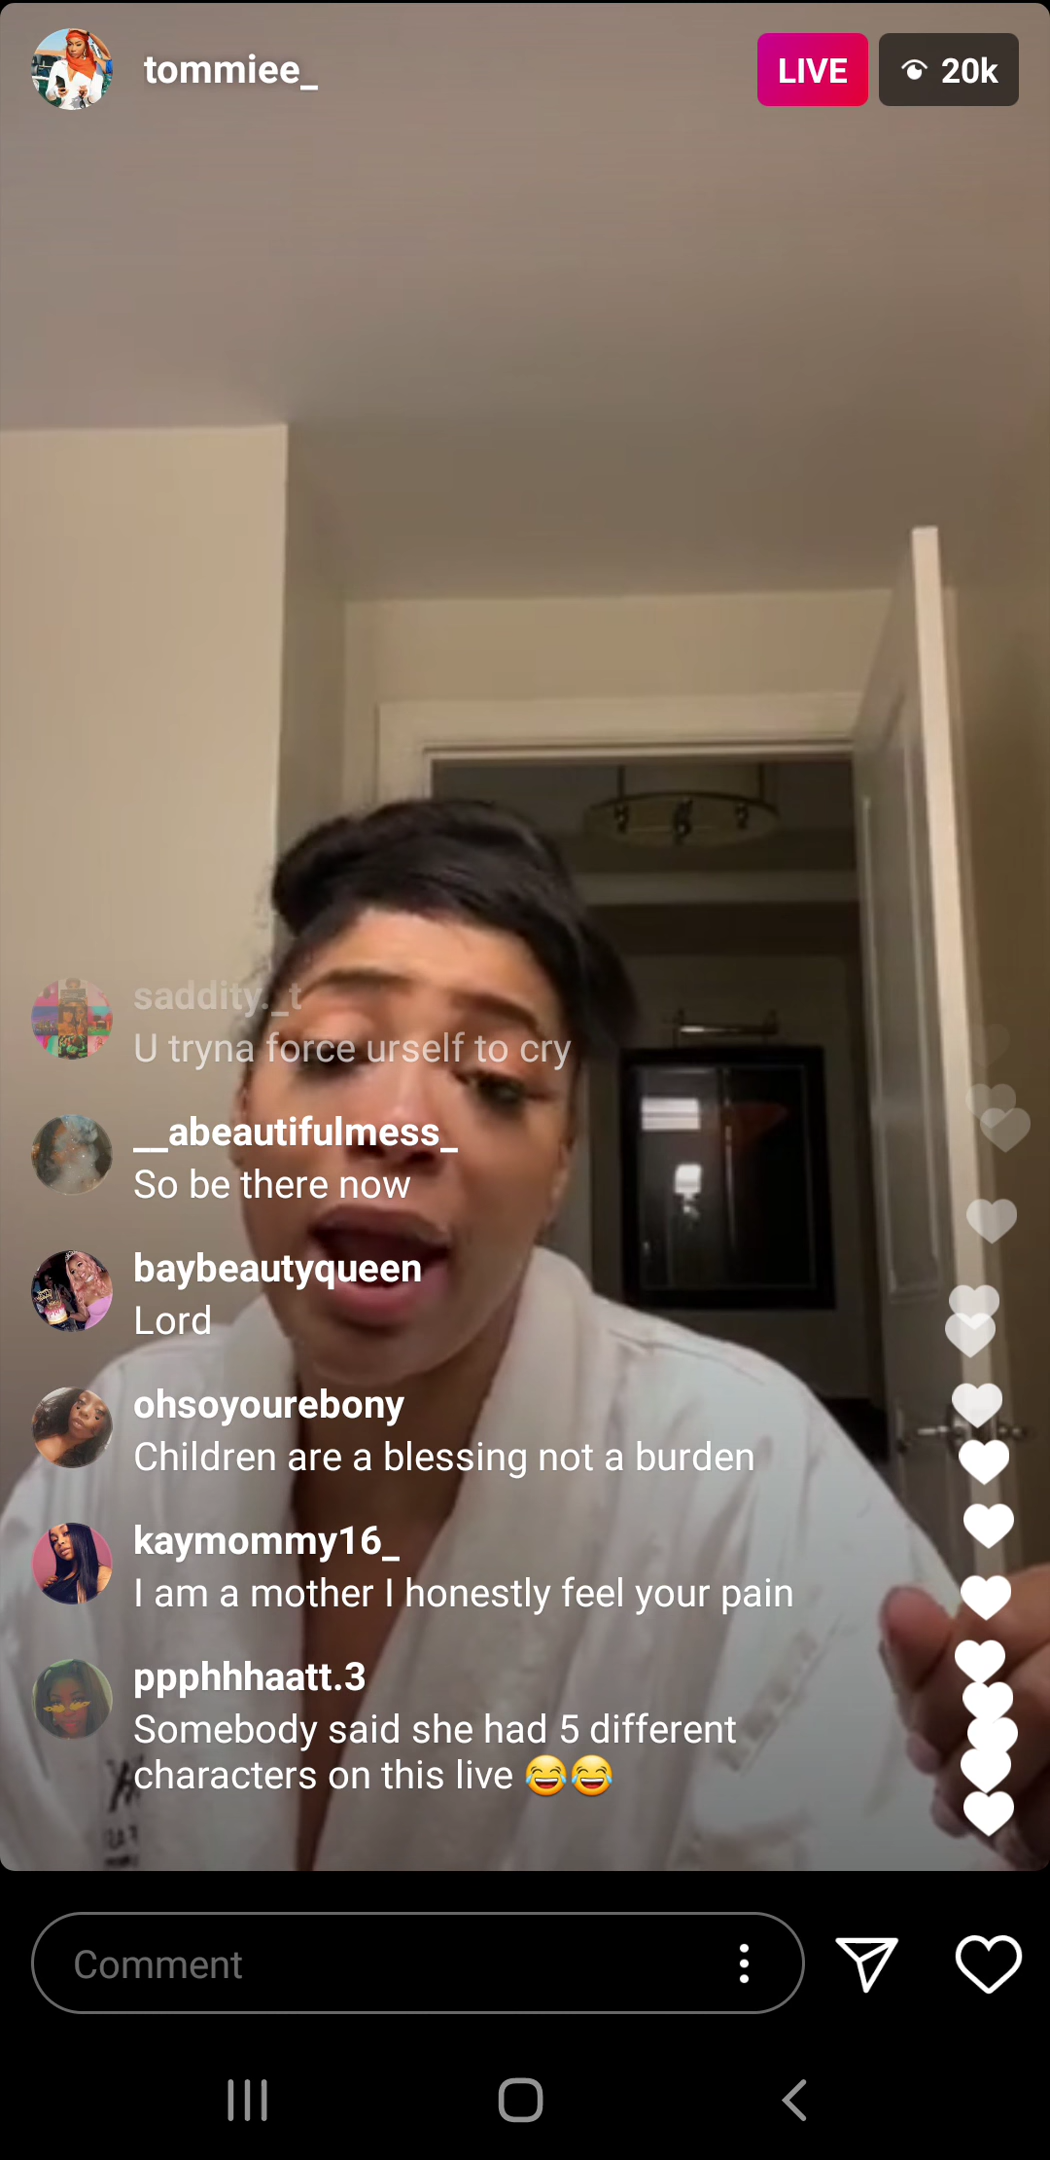 tommiee_
LIVE
20k
saddity._t
U tryna force urself to cry
__abeautifulmess_
So be there now
baybeautyqueen
Lord
ohsoyourebony
Children are a blessing not a burden
kaymommy16_
I am a mother I honestly feel your pain
ppphhhaatt.3
Somebody said she had 5 different
characters on this live 😂😂
Comment